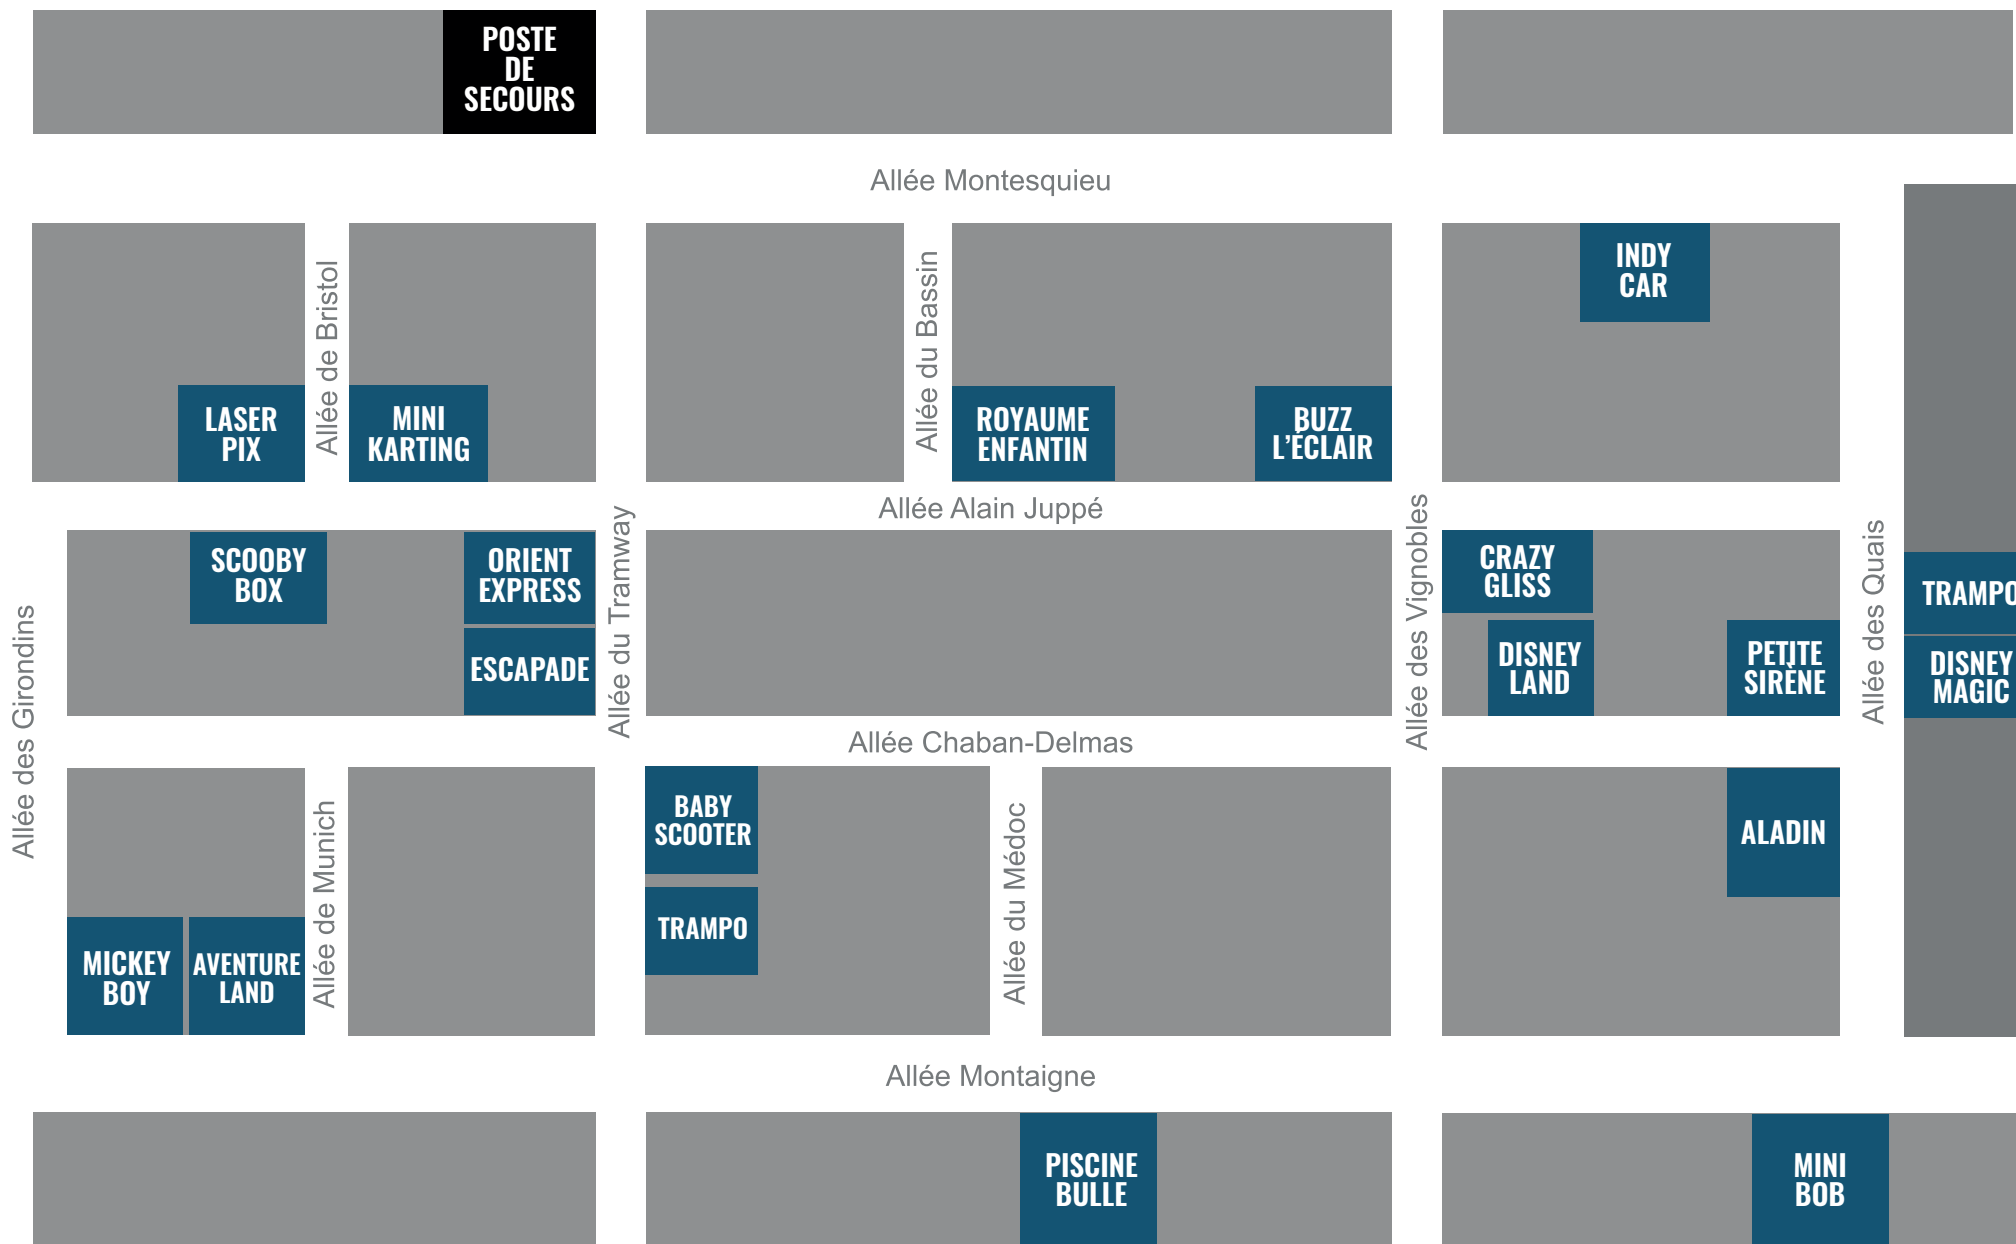 POSTE
DE
SECOURS
Allée Montesquieu
INDY
CAR
Allée de Bristol
Allée du Bassin
LASER
PIX
MINI
KARTING
ROYAUME
ENFANTIN
BUZZ
L'ÉCLAIR
Allée Alain Juppé
Allée des Girondins
SCOOBY
BOX
ORIENT
EXPRESS
ESCAPADE
Allée du Tramway
Allée des Vignobles
CRAZY
GLISS
DISNEY
LAND
PETITE
SIRÈNE
Allée des Quais
TRAMPO
DISNEY
MAGIC
Allée Chaban-Delmas
BABY
SCOOTER
TRAMPO
Allée de Munich
Allée du Médoc
ALADIN
MICKEY
BOY
AVENTURE
LAND
Allée Montaigne
PISCINE
BULLE
MINI
BOB